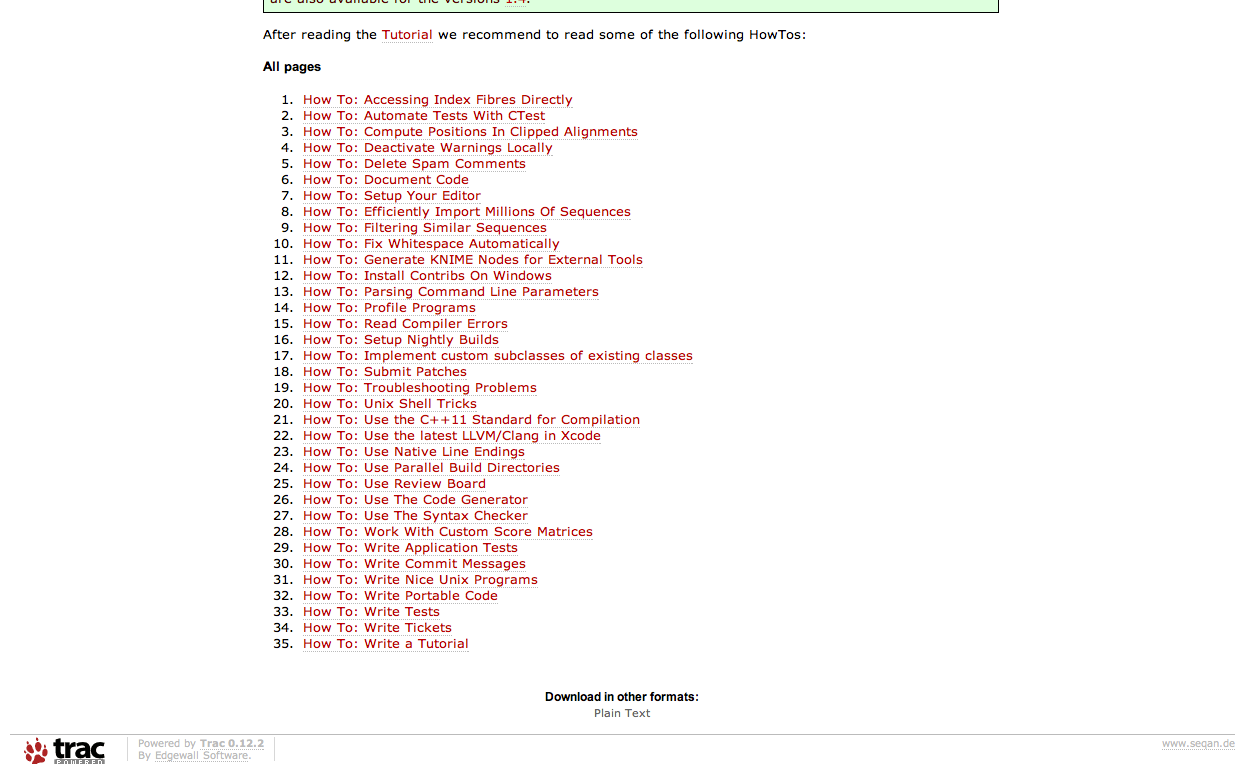 are also available for the versions 1.4.
After reading the Tutorial we recommend to read some of the following HowTos:
All pages
1. How To: Accessing Index Fibres Directly
2. How To: Automate Tests With CTest
3. How To: Compute Positions In Clipped Alignments
4. How To: Deactivate Warnings Locally
5. How To: Delete Spam Comments
6. How To: Document Code
7. How To: Setup Your Editor
8. How To: Efficiently Import Millions Of Sequences
9. How To: Filtering Similar Sequences
10. How To: Fix Whitespace Automatically
11. How To: Generate KNIME Nodes for External Tools
12. How To: Install Contribs On Windows
13. How To: Parsing Command Line Parameters
14. How To: Profile Programs
15. How To: Read Compiler Errors
16. How To: Setup Nightly Builds
17. How To: Implement custom subclasses of existing classes
18. How To: Submit Patches
19. How To: Troubleshooting Problems
20. How To: Unix Shell Tricks
21. How To: Use the C++11 Standard for Compilation
22. How To: Use the latest LLVM/Clang in Xcode
23. How To: Use Native Line Endings
24. How To: Use Parallel Build Directories
25. How To: Use Review Board
26. How To: Use The Code Generator
27. How To: Use The Syntax Checker
28. How To: Work With Custom Score Matrices
29. How To: Write Application Tests
30. How To: Write Commit Messages
31. How To: Write Nice Unix Programs
32. How To: Write Portable Code
33. How To: Write Tests
34. How To: Write Tickets
35. How To: Write a Tutorial
Download in other formats:
Plain Text
trac
POWERED
Powered by Trac 0.12.2
By Edgewall Software.
www.seqan.de